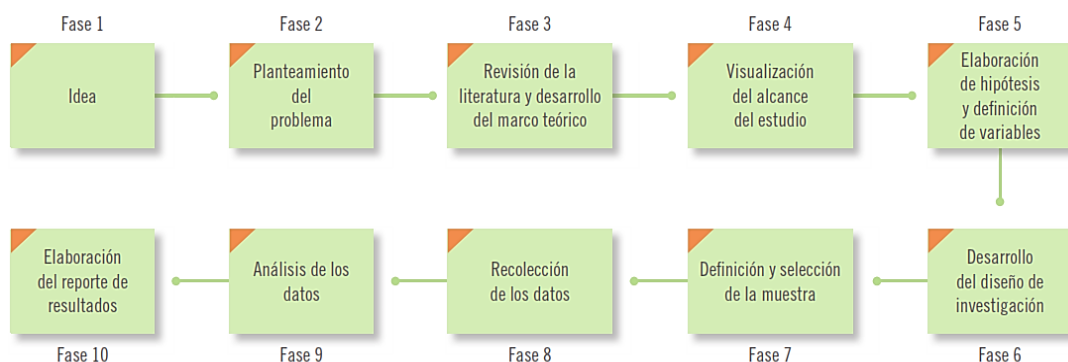 Fase 1
Idea
Fase 2
Planteamiento
del
problema
Fase 3
Revisión de la
literatura y desarrollo
del marco teórico
Fase 4
Visualización
del alcance
del estudio
Fase 5
Elaboración
de hipótesis
y definición
de variables
Desarrollo
del diseño de
investigación
Fase 6
Definición y selección
de la muestra
Fase 7
Recolección
de los datos
Fase 8
Análisis de los
datos
Fase 9
Elaboración
del reporte de
resultados
Fase 10